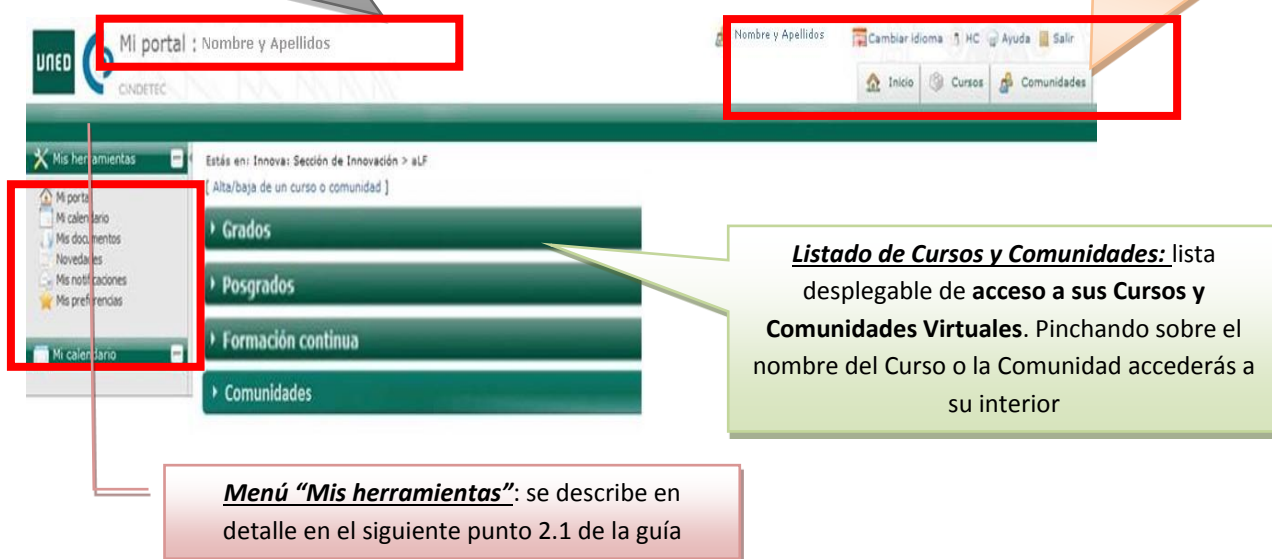 Mi portal : Nombre y Apellidos
UNED
CINDETEC
Nombre y Apellidos Cambiar idioma HC Ayuda Salir
Inicio Cursos Comunidades
Mis herramientas
Estás en: Innova: Sección de Innovación > aLF
[ Alta/baja de un curso o comunidad ]
Mi portal
Mi calendario
Mis documentos
Novedades
Mis notificaciones
Mis preferencias
Mi calendario
Grados
Posgrados
Formación continua
Comunidades
Listado de Cursos y Comunidades: lista
desplegable de acceso a sus Cursos y
Comunidades Virtuales. Pinchando sobre el
nombre del Curso o la Comunidad accederás a
su interior
Menú “Mis herramientas”: se describe en
detalle en el siguiente punto 2.1 de la guía